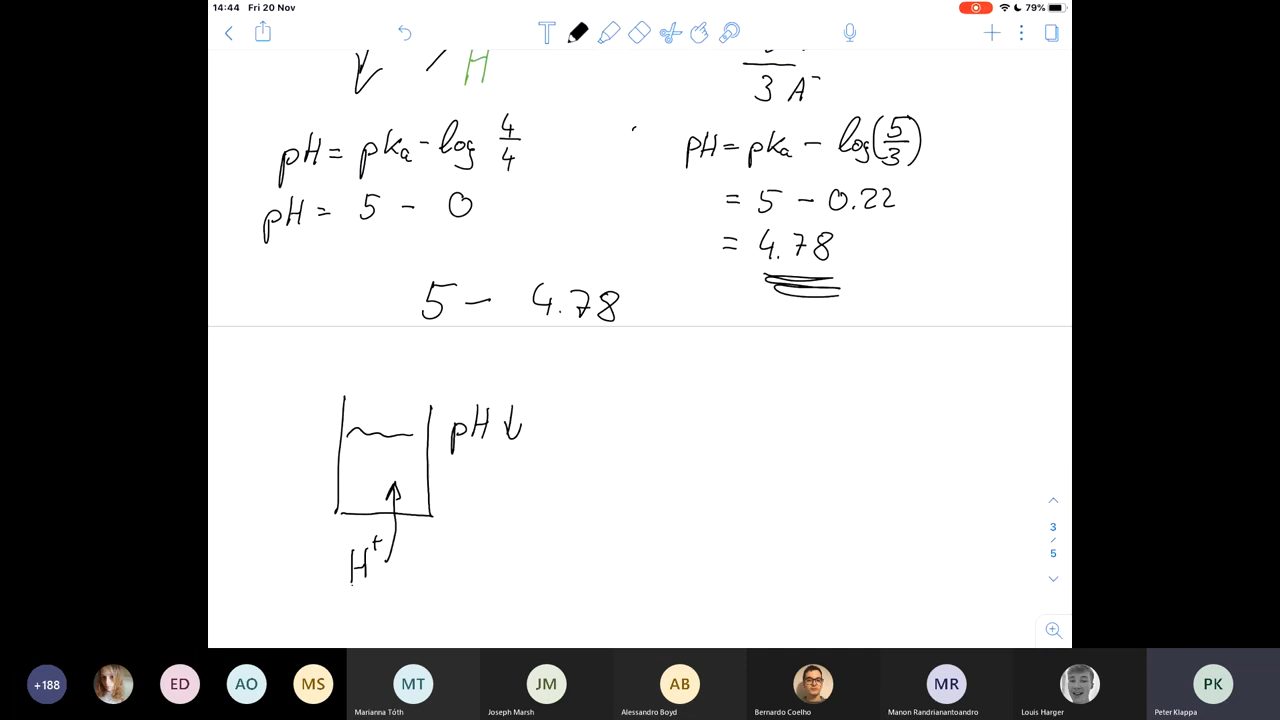 14:44 Fri 20 Nov
79%
T
H
3 A⁻
pH = pKa - log 4/4
pH = 5 - 0
pH = pKa - log(5/3)
= 5 - 0.22
= 4.78
5 - 4.78
pH ↓
H⁺
3
/
5
+188
ED
AO
MS
MT
Marianna Tóth
JM
Joseph Marsh
AB
Alessandro Boyd
Bernardo Coelho
MR
Manon Randrianantoandro
Louis Harger
PK
Peter Klappa